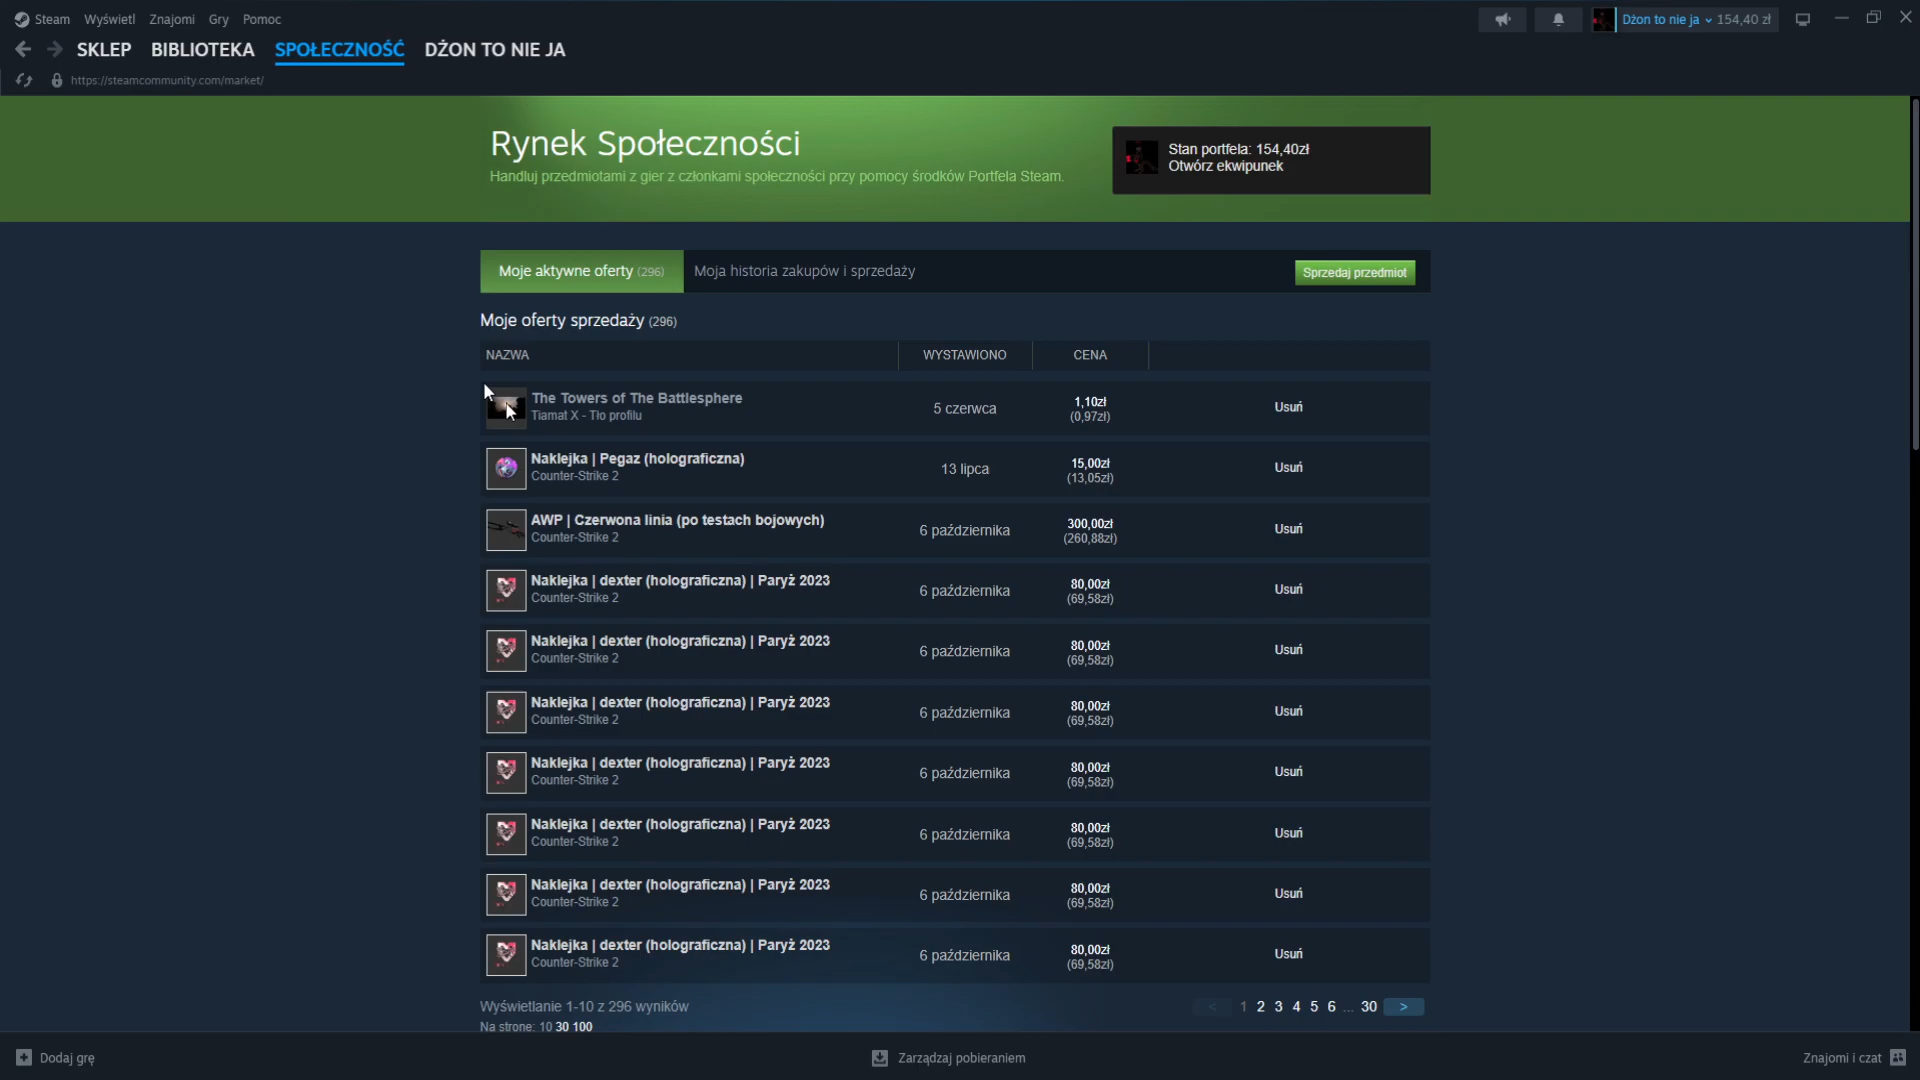 Steam Wyświetl Znajomi Gry Pomoc
Dżon to nie ja 154,40 zł
SKLEP BIBLIOTEKA SPOŁECZNOŚĆ DŻON TO NIE JA
https://steamcommunity.com/market/
Rynek Społeczności
Handluj przedmiotami z gier z członkami społeczności przy pomocy środków Portfela Steam.
Stan portfela: 154,40zł
Otwórz ekwipunek
Moje aktywne oferty (296) Moja historia zakupów i sprzedaży Sprzedaj przedmiot
Moje oferty sprzedaży (296)
NAZWA WYSTAWIONO CENA
The Towers of The Battlesphere
Tiamat X - Tło profilu
5 czerwca
1,10zł
(0,97zł)
Usuń
Naklejka | Pegaz (holograficzna)
Counter-Strike 2
13 lipca
15,00zł
(13,05zł)
Usuń
AWP | Czerwona linia (po testach bojowych)
Counter-Strike 2
6 października
300,00zł
(260,88zł)
Usuń
Naklejka | dexter (holograficzna) | Paryż 2023
Counter-Strike 2
6 października
80,00zł
(69,58zł)
Usuń
Naklejka | dexter (holograficzna) | Paryż 2023
Counter-Strike 2
6 października
80,00zł
(69,58zł)
Usuń
Naklejka | dexter (holograficzna) | Paryż 2023
Counter-Strike 2
6 października
80,00zł
(69,58zł)
Usuń
Naklejka | dexter (holograficzna) | Paryż 2023
Counter-Strike 2
6 października
80,00zł
(69,58zł)
Usuń
Naklejka | dexter (holograficzna) | Paryż 2023
Counter-Strike 2
6 października
80,00zł
(69,58zł)
Usuń
Naklejka | dexter (holograficzna) | Paryż 2023
Counter-Strike 2
6 października
80,00zł
(69,58zł)
Usuń
Naklejka | dexter (holograficzna) | Paryż 2023
Counter-Strike 2
6 października
80,00zł
(69,58zł)
Usuń
Wyświetlanie 1-10 z 296 wyników
< 1 2 3 4 5 6 ... 30 >
Na stronę: 10 30 100
Dodaj grę
Zarządzaj pobieraniem
Znajomi i czat